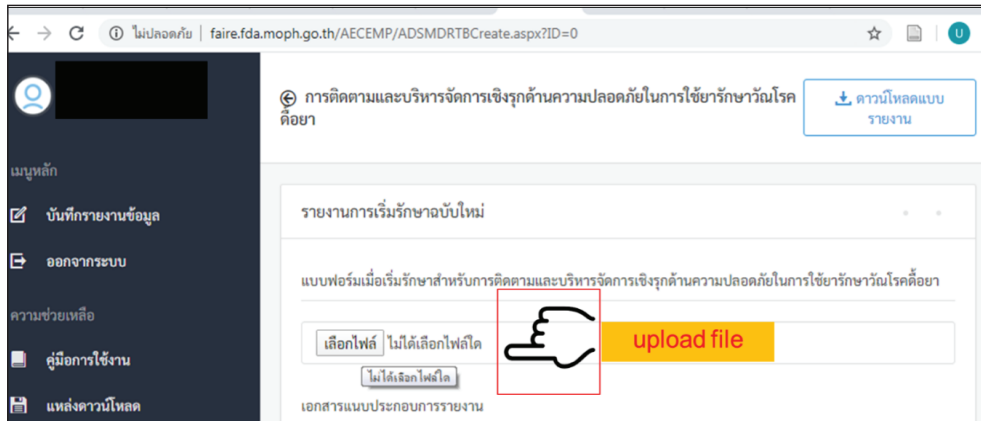 ไม่ปลอดภัย | faire.fda.moph.go.th/AECEMP/ADSMDRTBCreate.aspx?ID=0
U
การติดตามและบริหารจัดการเชิงรุกด้านความปลอดภัยในการใช้ยารักษาวัณโรค
ดื้อยา
ดาวน์โหลดแบบ
รายงาน
เมนูหลัก
บันทึกรายงานข้อมูล
ออกจากระบบ
ความช่วยเหลือ
คู่มือการใช้งาน
แหล่งดาวน์โหลด
รายงานการเริ่มรักษาฉบับใหม่
แบบฟอร์มเมื่อเริ่มรักษาสำหรับการติดตามและบริหารจัดการเชิงรุกด้านความปลอดภัยในการใช้ยารักษาวัณโรคดื้อยา
เลือกไฟล์ ไม่ได้เลือกไฟล์ใด
upload file
ไม่ได้เลือกไฟล์ใด
เอกสารแนบประกอบการรายงาน